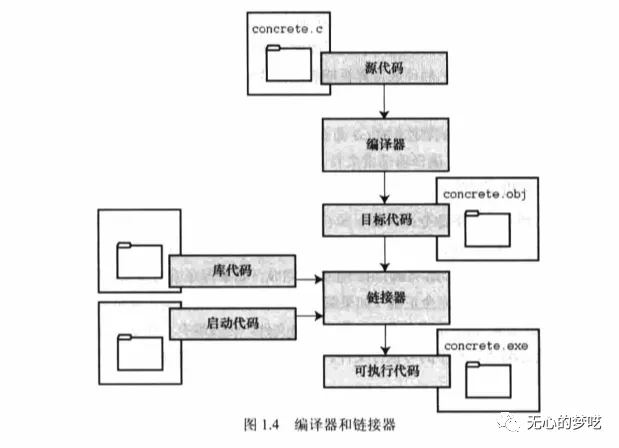 concrete.c
源代码
编译器
concrete.obj
目标代码
库代码
链接器
启动代码
concrete.exe
可执行代码
图 1.4 编译器和链接器
无心的梦呓